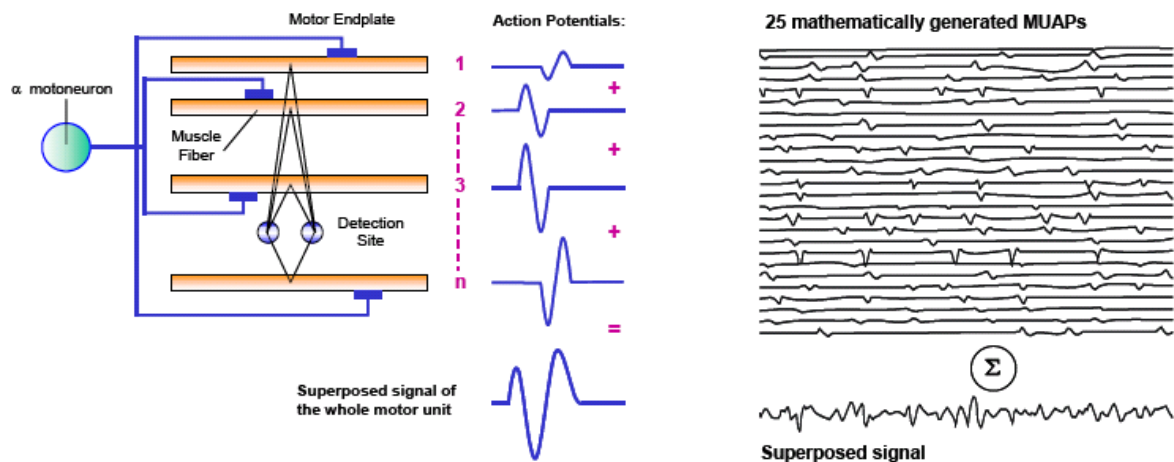 Motor Endplate
Action Potentials:
25 mathematically generated MUAPs
α motoneuron
Muscle
Fiber
Detection
Site
1
+
2
+
3
+
n
=
Superposed signal of
the whole motor unit
Σ
Superposed signal